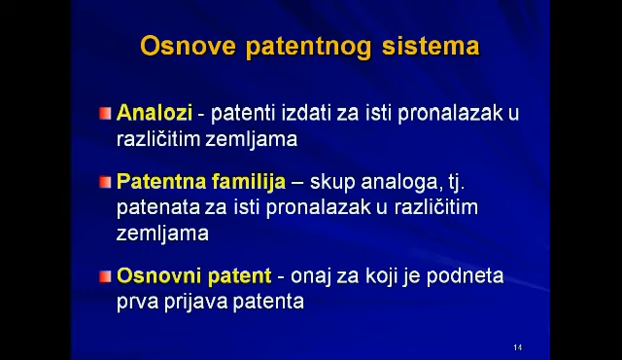 Osnove patentnog sistema
Analozi - patenti izdati za isti pronalazak u
različitim zemljama
Patentna familija – skup analoga, tj.
patenata za isti pronalazak u različitim
zemljama
Osnovni patent - onaj za koji je podneta
prva prijava patenta
14